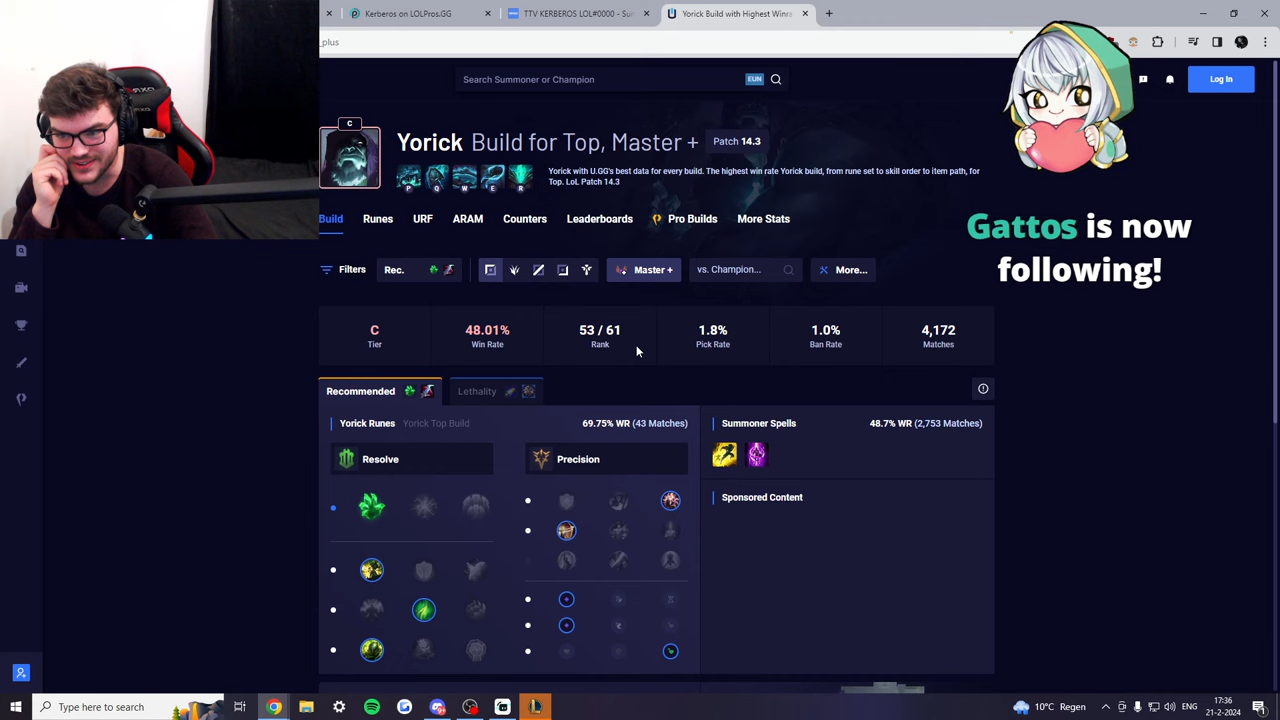 Kerberos on LOLPros.GG
TTV KERBEROS LOL#0000 - Su
Yorick Build with Highest Winra
_plus
Search Summoner or Champion
EUN
Log In
C
Yorick Build for Top, Master +
Patch 14.3
P Q W E R
Yorick with U.GG's best data for every build. The highest win rate Yorick build, from rune set to skill order to item path, for
Top. LoL Patch 14.3
Build Runes URF ARAM Counters Leaderboards Pro Builds More Stats
Gattos is now
following!
Filters Rec. Master + vs. Champion... More...
C 48.01% 53 / 61 1.8% 1.0% 4,172
Tier Win Rate Rank Pick Rate Ban Rate Matches
Recommended Lethality
Yorick Runes Yorick Top Build 69.75% WR (43 Matches)
Summoner Spells 48.7% WR (2,753 Matches)
Resolve Precision
Sponsored Content
Type here to search
10°C Regen
17:36
21-2-2024